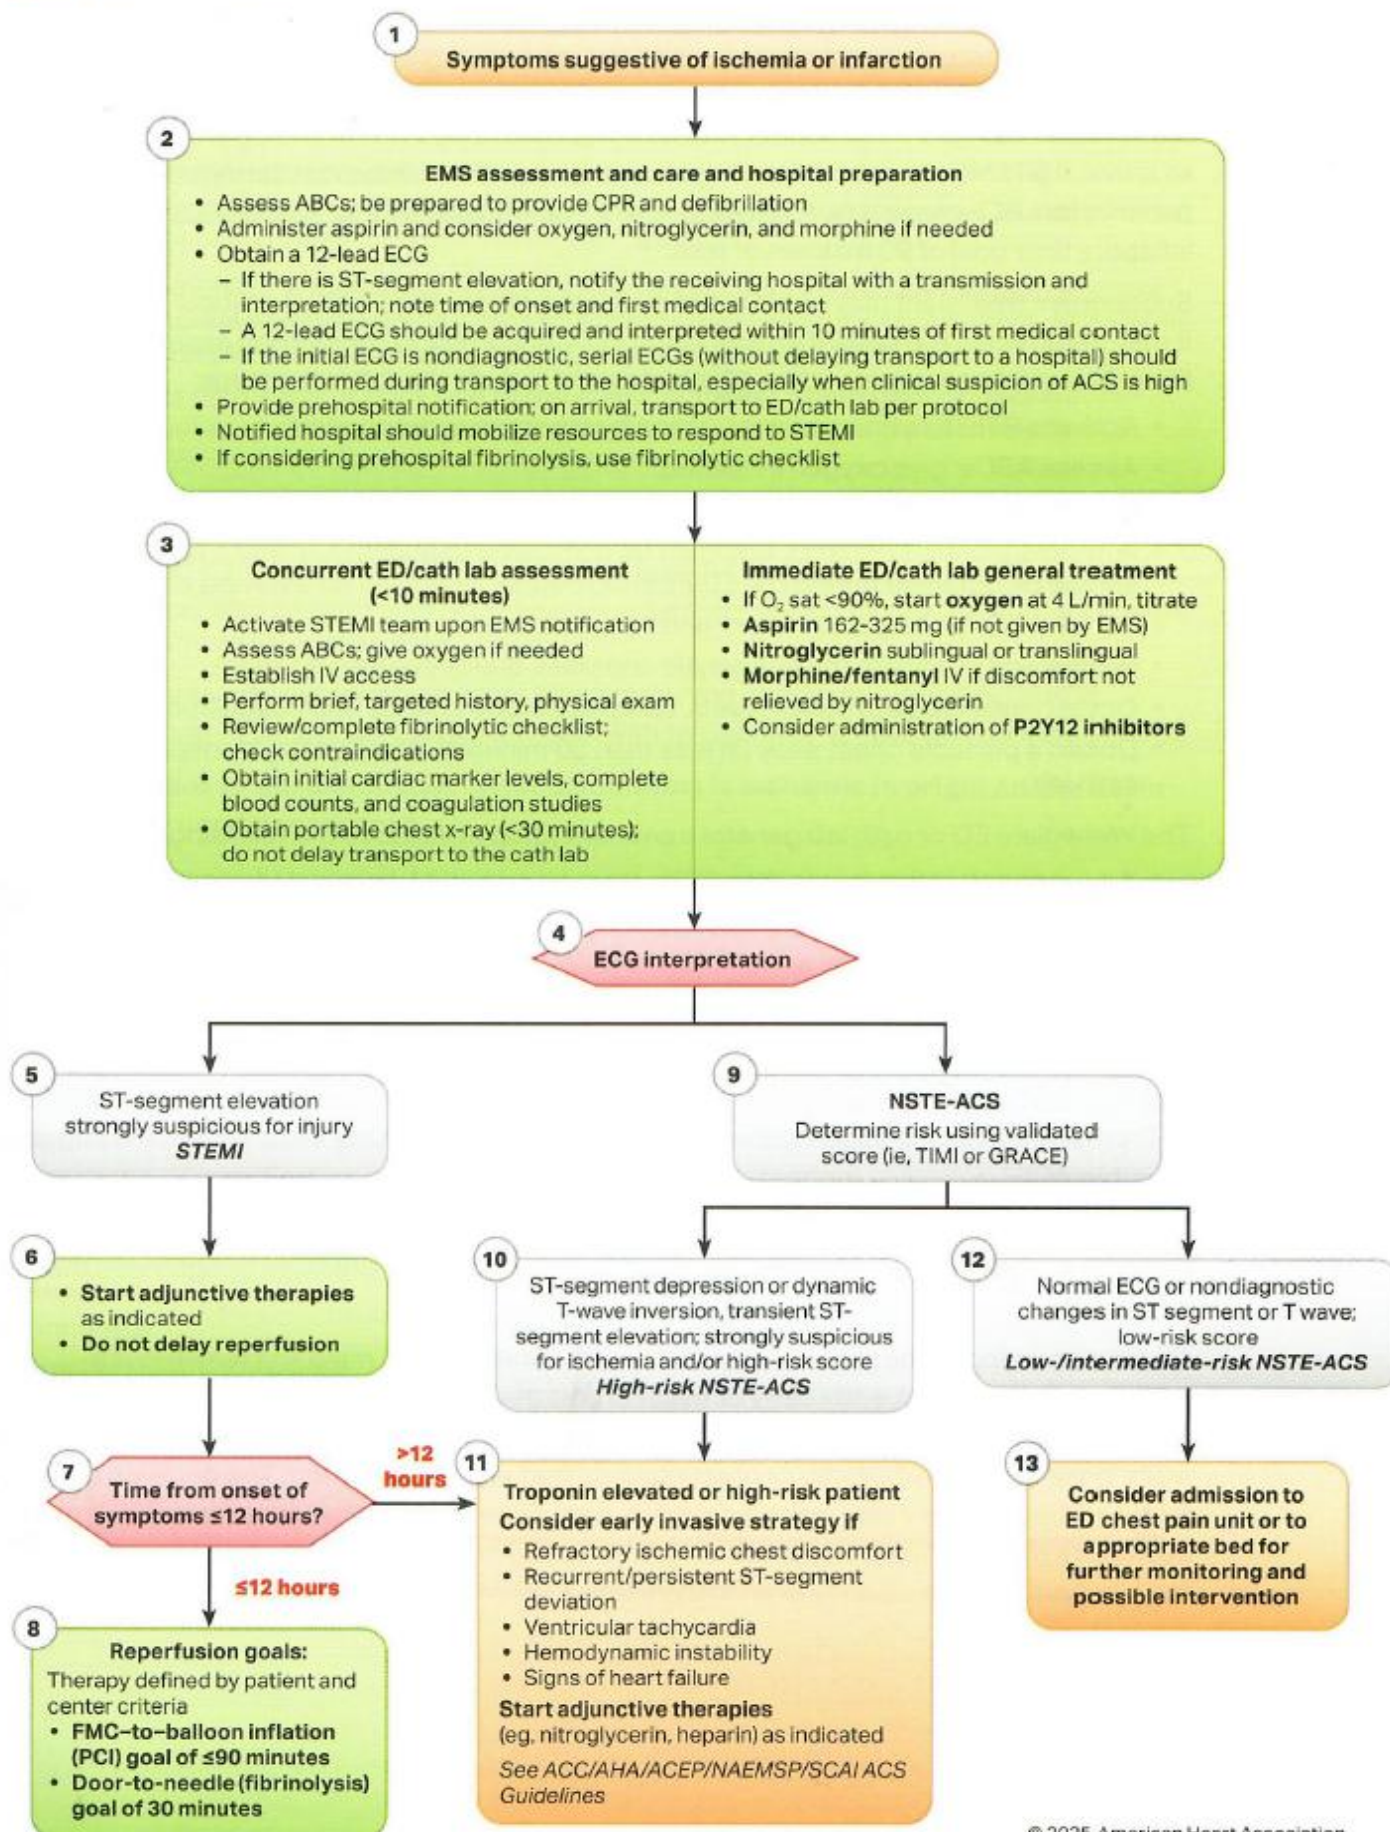 1
Symptoms suggestive of ischemia or infarction
2
EMS assessment and care and hospital preparation
• Assess ABCs; be prepared to provide CPR and defibrillation
• Administer aspirin and consider oxygen, nitroglycerin, and morphine if needed
• Obtain a 12-lead ECG
– If there is ST-segment elevation, notify the receiving hospital with a transmission and
interpretation; note time of onset and first medical contact
– A 12-lead ECG should be acquired and interpreted within 10 minutes of first medical contact
– If the initial ECG is nondiagnostic, serial ECGs (without delaying transport to a hospital) should
be performed during transport to the hospital, especially when clinical suspicion of ACS is high
• Provide prehospital notification; on arrival, transport to ED/cath lab per protocol
• Notified hospital should mobilize resources to respond to STEMI
• If considering prehospital fibrinolysis, use fibrinolytic checklist
3
Concurrent ED/cath lab assessment
(<10 minutes)
• Activate STEMI team upon EMS notification
• Assess ABCs; give oxygen if needed
• Establish IV access
• Perform brief, targeted history, physical exam
• Review/complete fibrinolytic checklist;
check contraindications
• Obtain initial cardiac marker levels, complete
blood counts, and coagulation studies
• Obtain portable chest x-ray (<30 minutes);
do not delay transport to the cath lab
Immediate ED/cath lab general treatment
• If O₂ sat <90%, start oxygen at 4 L/min, titrate
• Aspirin 162-325 mg (if not given by EMS)
• Nitroglycerin sublingual or translingual
• Morphine/fentanyl IV if discomfort not
relieved by nitroglycerin
• Consider administration of P2Y12 inhibitors
4
ECG interpretation
5
ST-segment elevation
strongly suspicious for injury
STEMI
6
• Start adjunctive therapies
as indicated
• Do not delay reperfusion
7
Time from onset of
symptoms ≤12 hours?
>12
hours
≤12 hours
8
Reperfusion goals:
Therapy defined by patient and
center criteria
• FMC–to–balloon inflation
(PCI) goal of ≤90 minutes
• Door-to-needle (fibrinolysis)
goal of 30 minutes
9
NSTE-ACS
Determine risk using validated
score (ie, TIMI or GRACE)
10
ST-segment depression or dynamic
T-wave inversion, transient ST-
segment elevation; strongly suspicious
for ischemia and/or high-risk score
High-risk NSTE-ACS
11
Troponin elevated or high-risk patient
Consider early invasive strategy if
• Refractory ischemic chest discomfort
• Recurrent/persistent ST-segment
deviation
• Ventricular tachycardia
• Hemodynamic instability
• Signs of heart failure
Start adjunctive therapies
(eg, nitroglycerin, heparin) as indicated
See ACC/AHA/ACEP/NAEMSP/SCAI ACS
Guidelines
12
Normal ECG or nondiagnostic
changes in ST segment or T wave;
low-risk score
Low-/intermediate-risk NSTE-ACS
13
Consider admission to
ED chest pain unit or to
appropriate bed for
further monitoring and
possible intervention
© 2025 American Heart Association